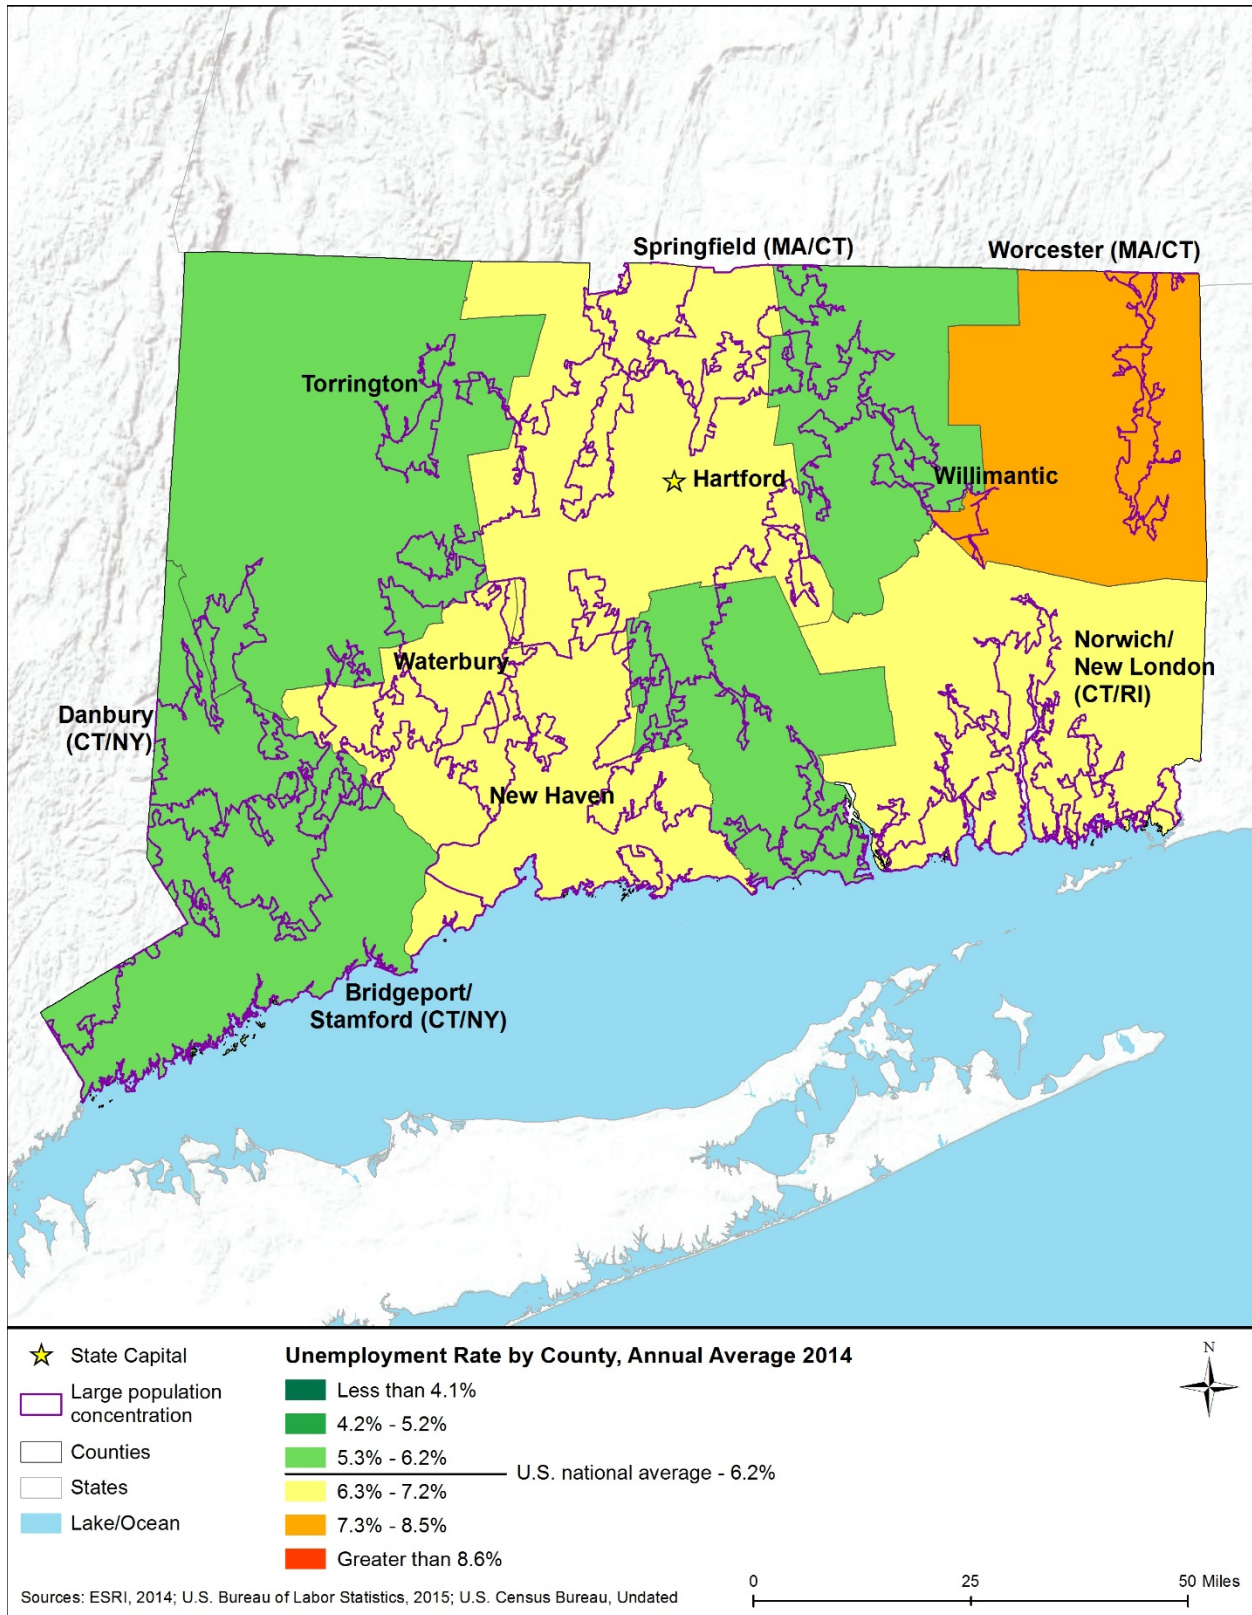 Springfield (MA/CT)
Worcester (MA/CT)
Torrington
Hartford
Willimantic
Waterbury
Norwich/
New London
(CT/RI)
Danbury
(CT/NY)
New Haven
Bridgeport/
Stamford (CT/NY)
State Capital
Large population
concentration
Counties
States
Lake/Ocean
Unemployment Rate by County, Annual Average 2014
Less than 4.1%
4.2% - 5.2%
5.3% - 6.2%
U.S. national average - 6.2%
6.3% - 7.2%
7.3% - 8.5%
Greater than 8.6%
N
0 25 50 Miles
Sources: ESRI, 2014; U.S. Bureau of Labor Statistics, 2015; U.S. Census Bureau, Undated